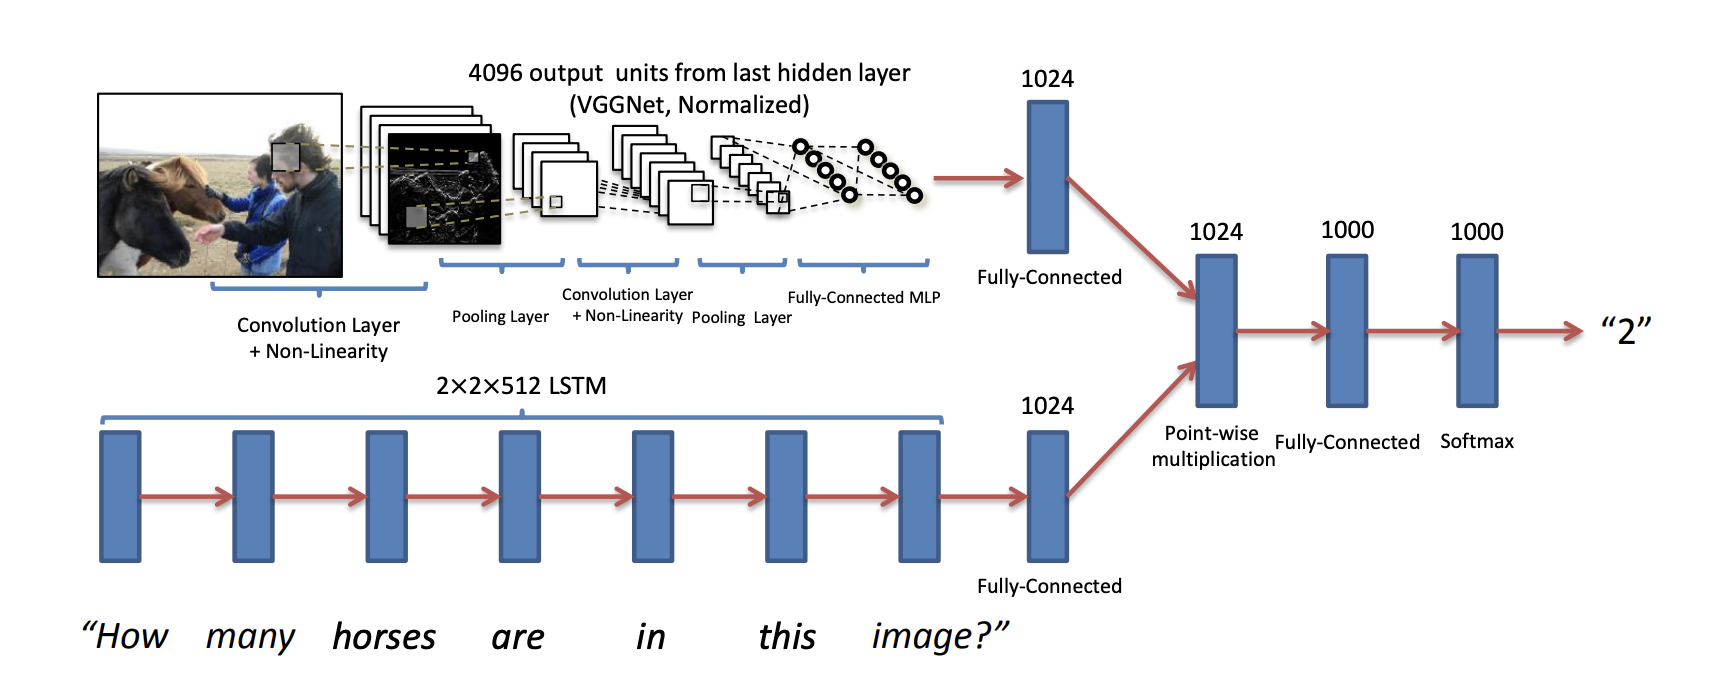 4096 output units from last hidden layer
(VGGNet, Normalized)
1024
Fully-Connected
Convolution Layer
+ Non-Linearity
Pooling Layer
Convolution Layer
+ Non-Linearity
Pooling Layer
Fully-Connected MLP
2×2×512 LSTM
1024
Fully-Connected
1024
Point-wise
multiplication
1000
Fully-Connected
1000
Softmax
“2”
“How many horses are in this image?”